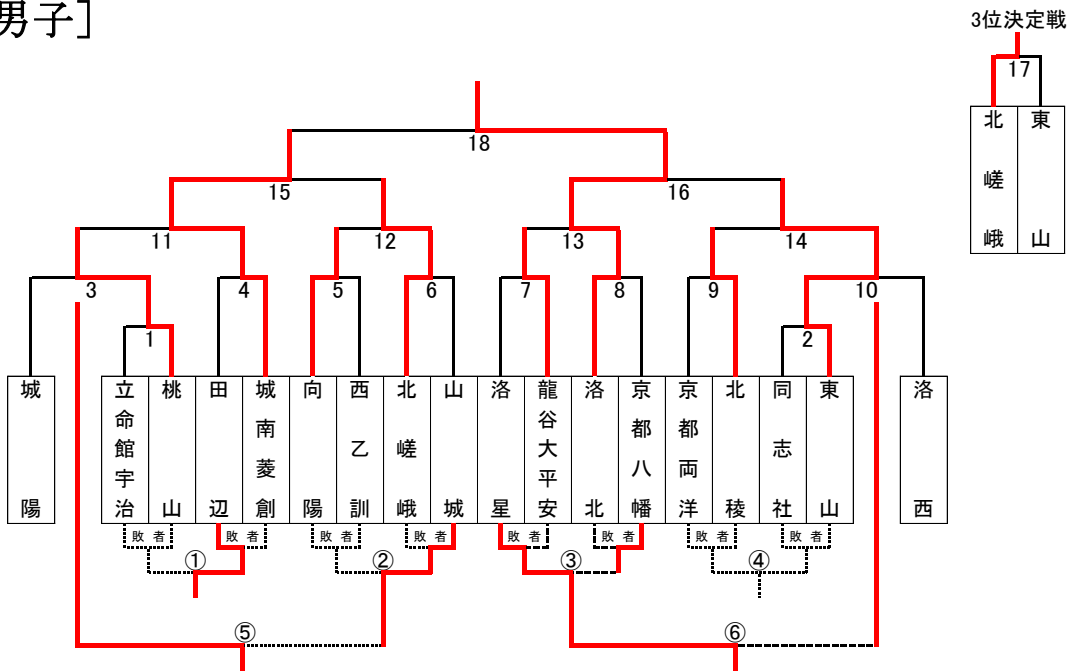 男子]
3位決定戦
17
北嵯峨
東山
18
15
16
11
12
13
14
3
4
5
6
7
8
9
10
1
2
城陽
立命館宇治
桃山
田辺
城南菱創
向陽
西乙訓
北嵯峨
山城
洛星
龍谷大平安
洛北
京都八幡
京都両洋
北稜
同志社
東山
洛西
敗者
敗者
敗者
敗者
敗者
敗者
敗者
敗者
①
②
③
④
⑤
⑥